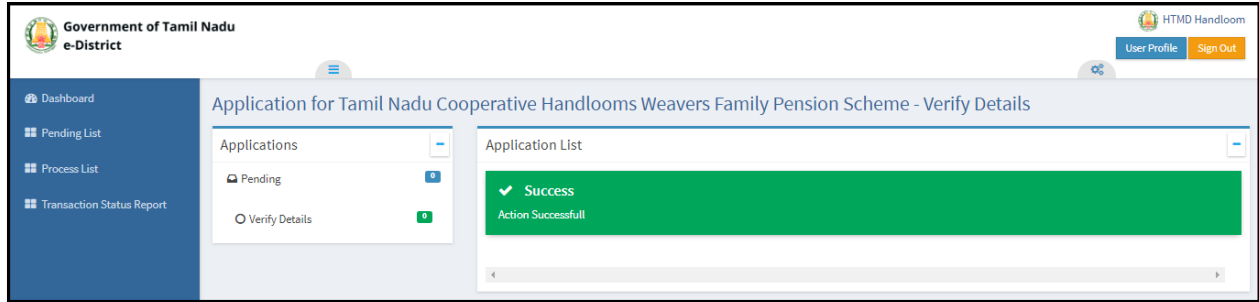 Government of Tamil Nadu
e-District
HTMD Handloom
User Profile
Sign Out
Dashboard
Pending List
Process List
Transaction Status Report
Application for Tamil Nadu Cooperative Handlooms Weavers Family Pension Scheme - Verify Details
Applications
Pending 0
Verify Details 0
Application List
Success
Action Successfull